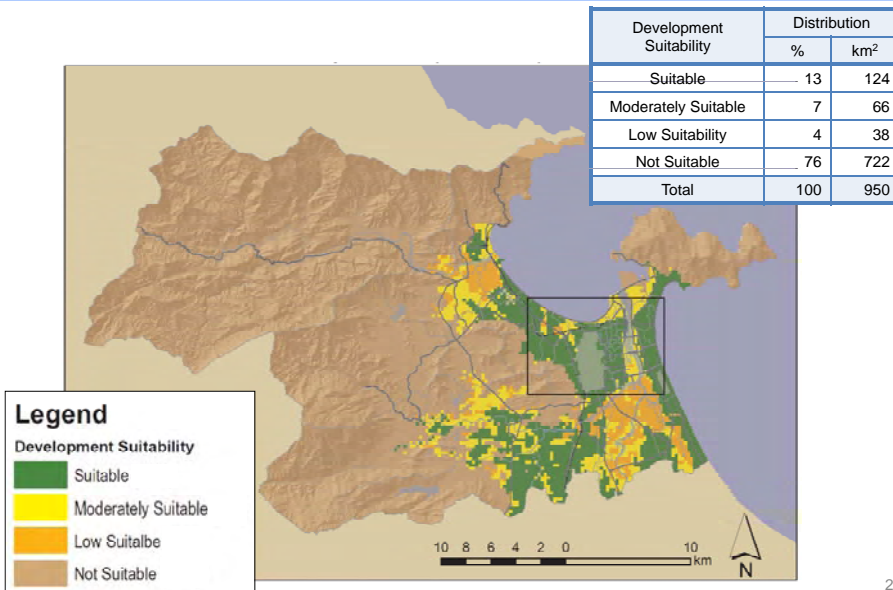 Development Suitability | Distribution
% | km²
Suitable | 13 | 124
Moderately Suitable | 7 | 66
Low Suitability | 4 | 38
Not Suitable | 76 | 722
Total | 100 | 950
Legend
Development Suitability
Suitable
Moderately Suitable
Low Suitalbe
Not Suitable
10 8 6 4 2 0 10
km
N
2